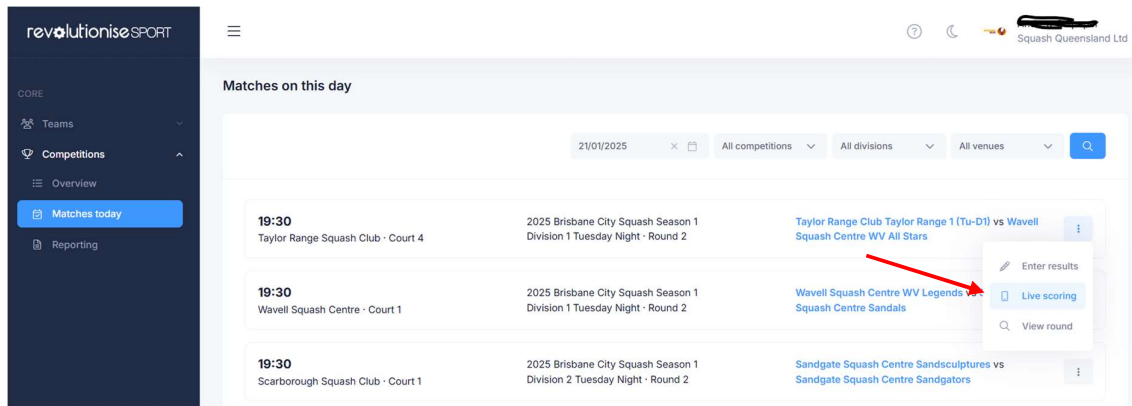 revolutionise SPORT
Squash Queensland Ltd
CORE
Teams
Competitions
Overview
Matches today
Reporting
Matches on this day
21/01/2025
All competitions
All divisions
All venues
19:30
Taylor Range Squash Club · Court 4
2025 Brisbane City Squash Season 1
Division 1 Tuesday Night · Round 2
Taylor Range Club Taylor Range 1 (Tu-D1) vs Wavell
Squash Centre WV All Stars
Enter results
Live scoring
View round
19:30
Wavell Squash Centre · Court 1
2025 Brisbane City Squash Season 1
Division 1 Tuesday Night · Round 2
Wavell Squash Centre WV Legends vs
Squash Centre Sandals
19:30
Scarborough Squash Club · Court 1
2025 Brisbane City Squash Season 1
Division 2 Tuesday Night · Round 2
Sandgate Squash Centre Sandsculptures vs
Sandgate Squash Centre Sandgators